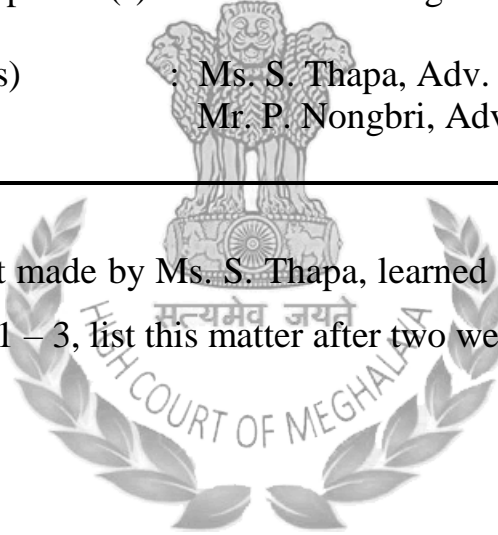 s) : Ms. S. Thapa, Adv.
Mr. P. Nongbri, Adv
t made by Ms. S. Thapa, learned
सत्यमेव जयते
1 – 3, list this matter after two we
HIGH COURT OF MEGHALAYA